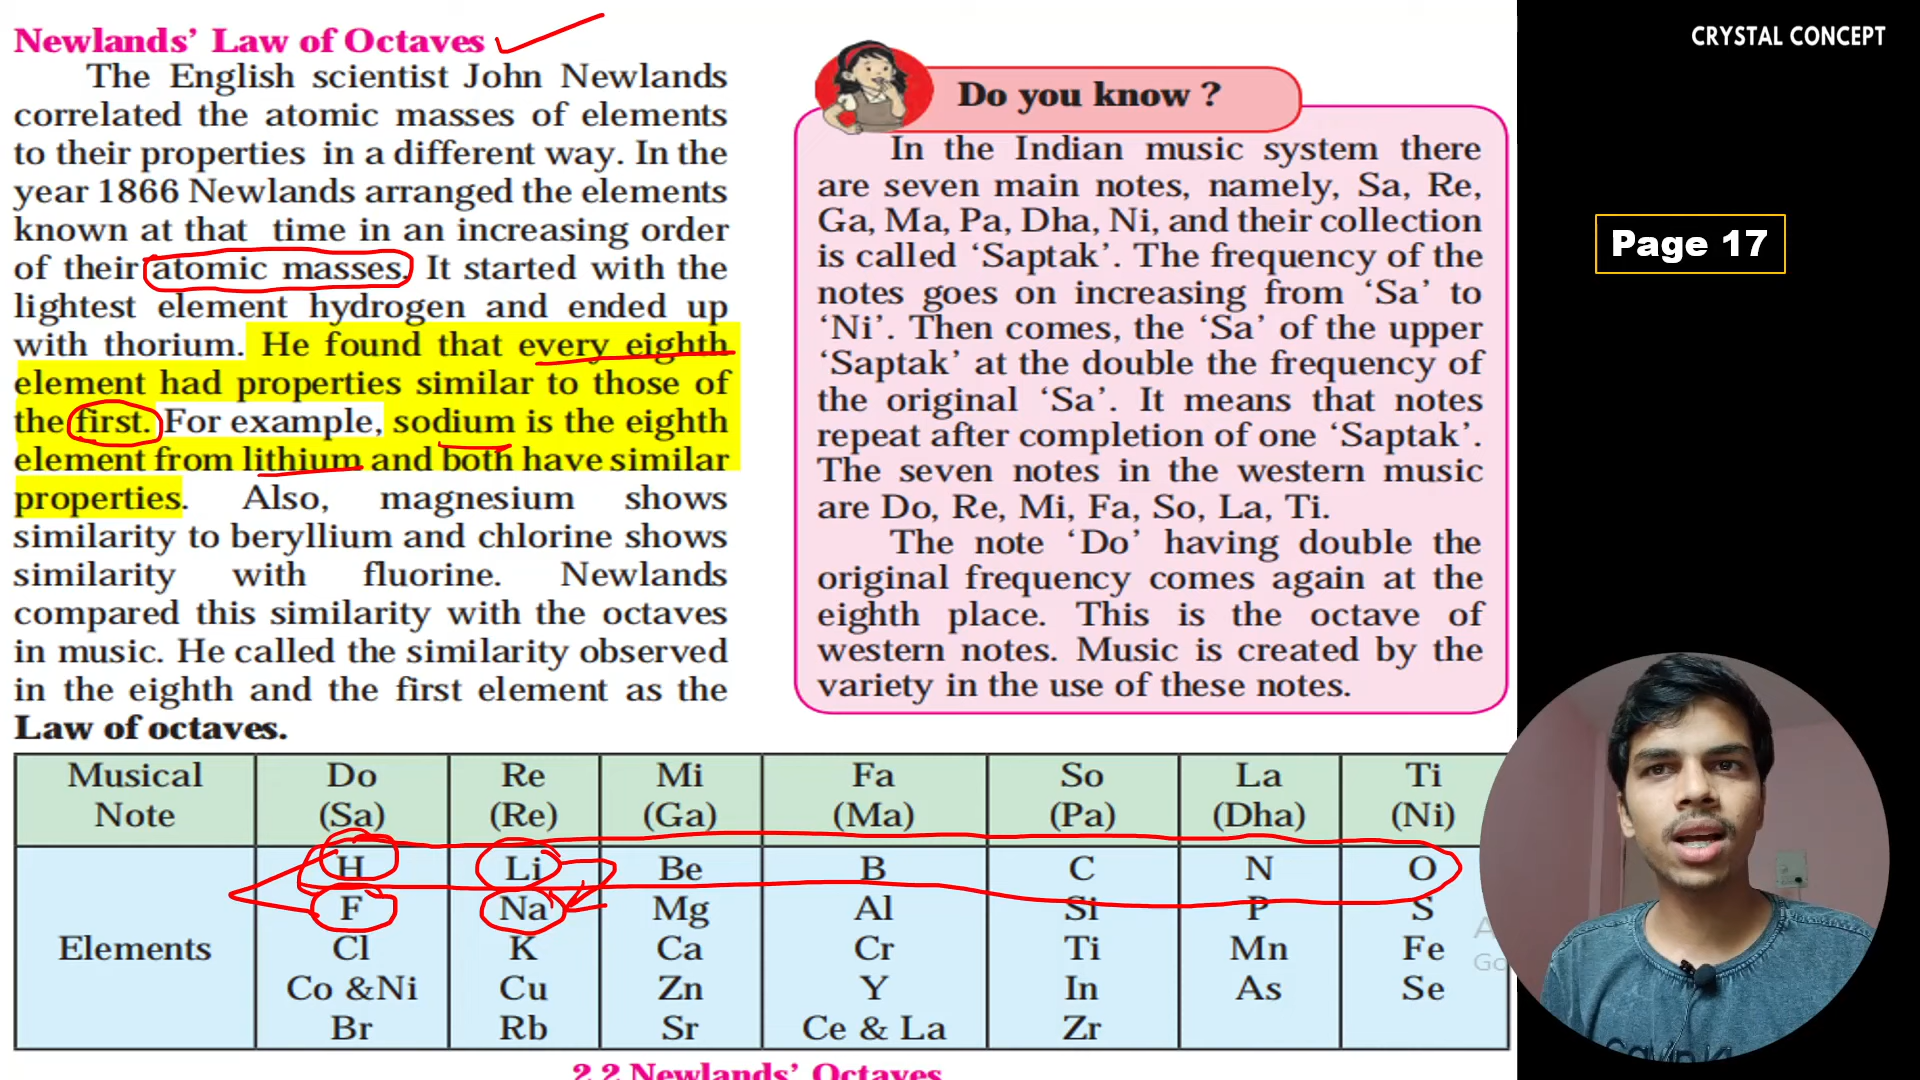 Newlands' Law of Octaves
The English scientist John Newlands
correlated the atomic masses of elements
to their properties in a different way. In the
year 1866 Newlands arranged the elements
known at that time in an increasing order
of their atomic masses. It started with the
lightest element hydrogen and ended up
with thorium. He found that every eighth
element had properties similar to those of
the first. For example, sodium is the eighth
element from lithium and both have similar
properties. Also, magnesium shows
similarity to beryllium and chlorine shows
similarity with fluorine. Newlands
compared this similarity with the octaves
in music. He called the similarity observed
in the eighth and the first element as the
Law of octaves.
Do you know ?
In the Indian music system there
are seven main notes, namely, Sa, Re,
Ga, Ma, Pa, Dha, Ni, and their collection
is called 'Saptak'. The frequency of the
notes goes on increasing from 'Sa' to
'Ni'. Then comes, the 'Sa' of the upper
'Saptak' at the double the frequency of
the original 'Sa'. It means that notes
repeat after completion of one 'Saptak'.
The seven notes in the western music
are Do, Re, Mi, Fa, So, La, Ti.
The note 'Do' having double the
original frequency comes again at the
eighth place. This is the octave of
western notes. Music is created by the
variety in the use of these notes.
CRYSTAL CONCEPT
Page 17
Musical Do Re Mi Fa So La Ti
Note (Sa) (Re) (Ga) (Ma) (Pa) (Dha) (Ni)
H Li Be B C N O
F Na Mg Al Si P S
Elements Cl K Ca Cr Ti Mn Fe
Co &Ni Cu Zn Y In As Se
Br Rb Sr Ce & La Zr
2.2 Newlands' Octaves